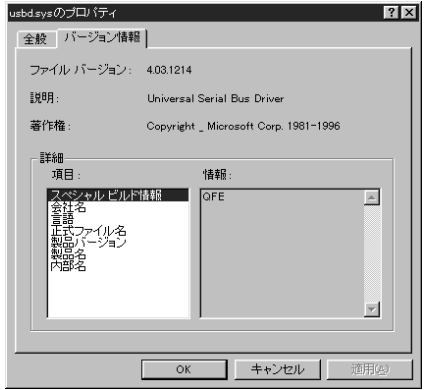 usbd.sysのプロパティ
全般 バージョン情報
ファイル バージョン: 4.03.1214
説明: Universal Serial Bus Driver
著作権: Copyright _ Microsoft Corp. 1981-1996
詳細
項目: 情報:
スペシャル ビルド情報 QFE
会社名
言語
正式ファイル名
製品バージョン
製品名
内部名
OK キャンセル 適用(A)